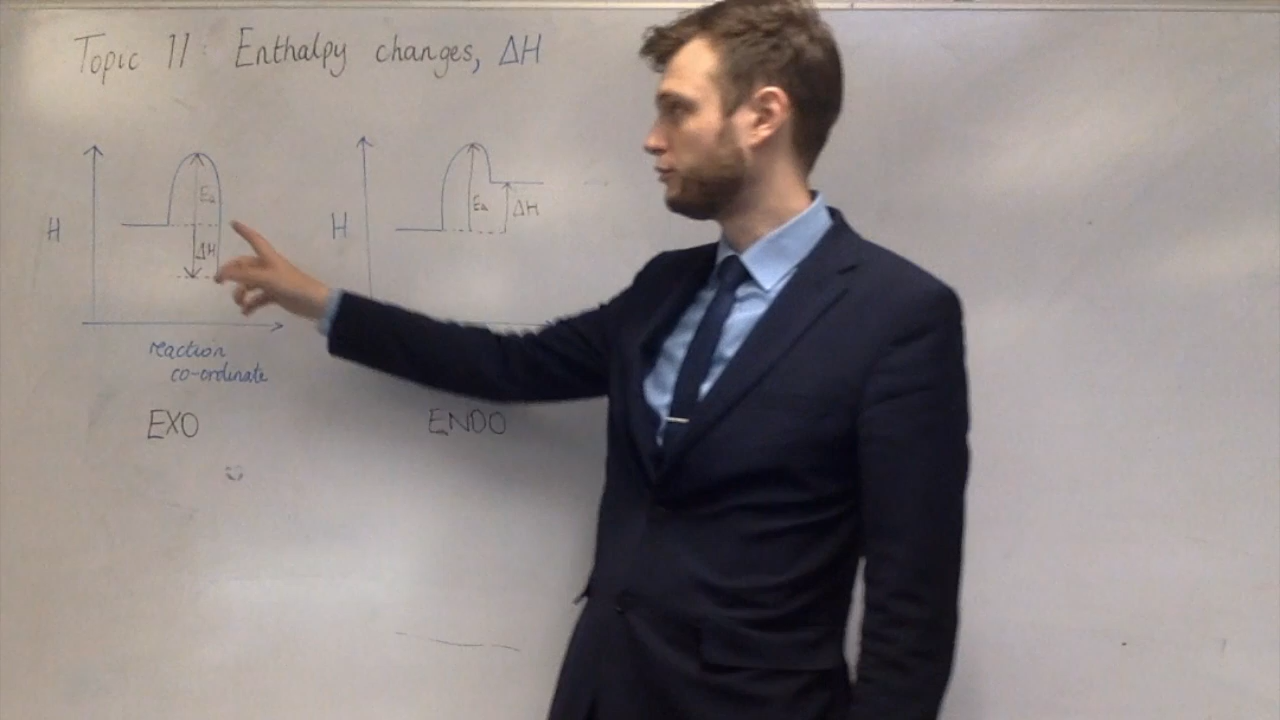 Topic 11: Enthalpy changes, ΔH
H
Ea
ΔH
reaction
co-ordinate
EXO
H
Ea
ΔH
ENDO